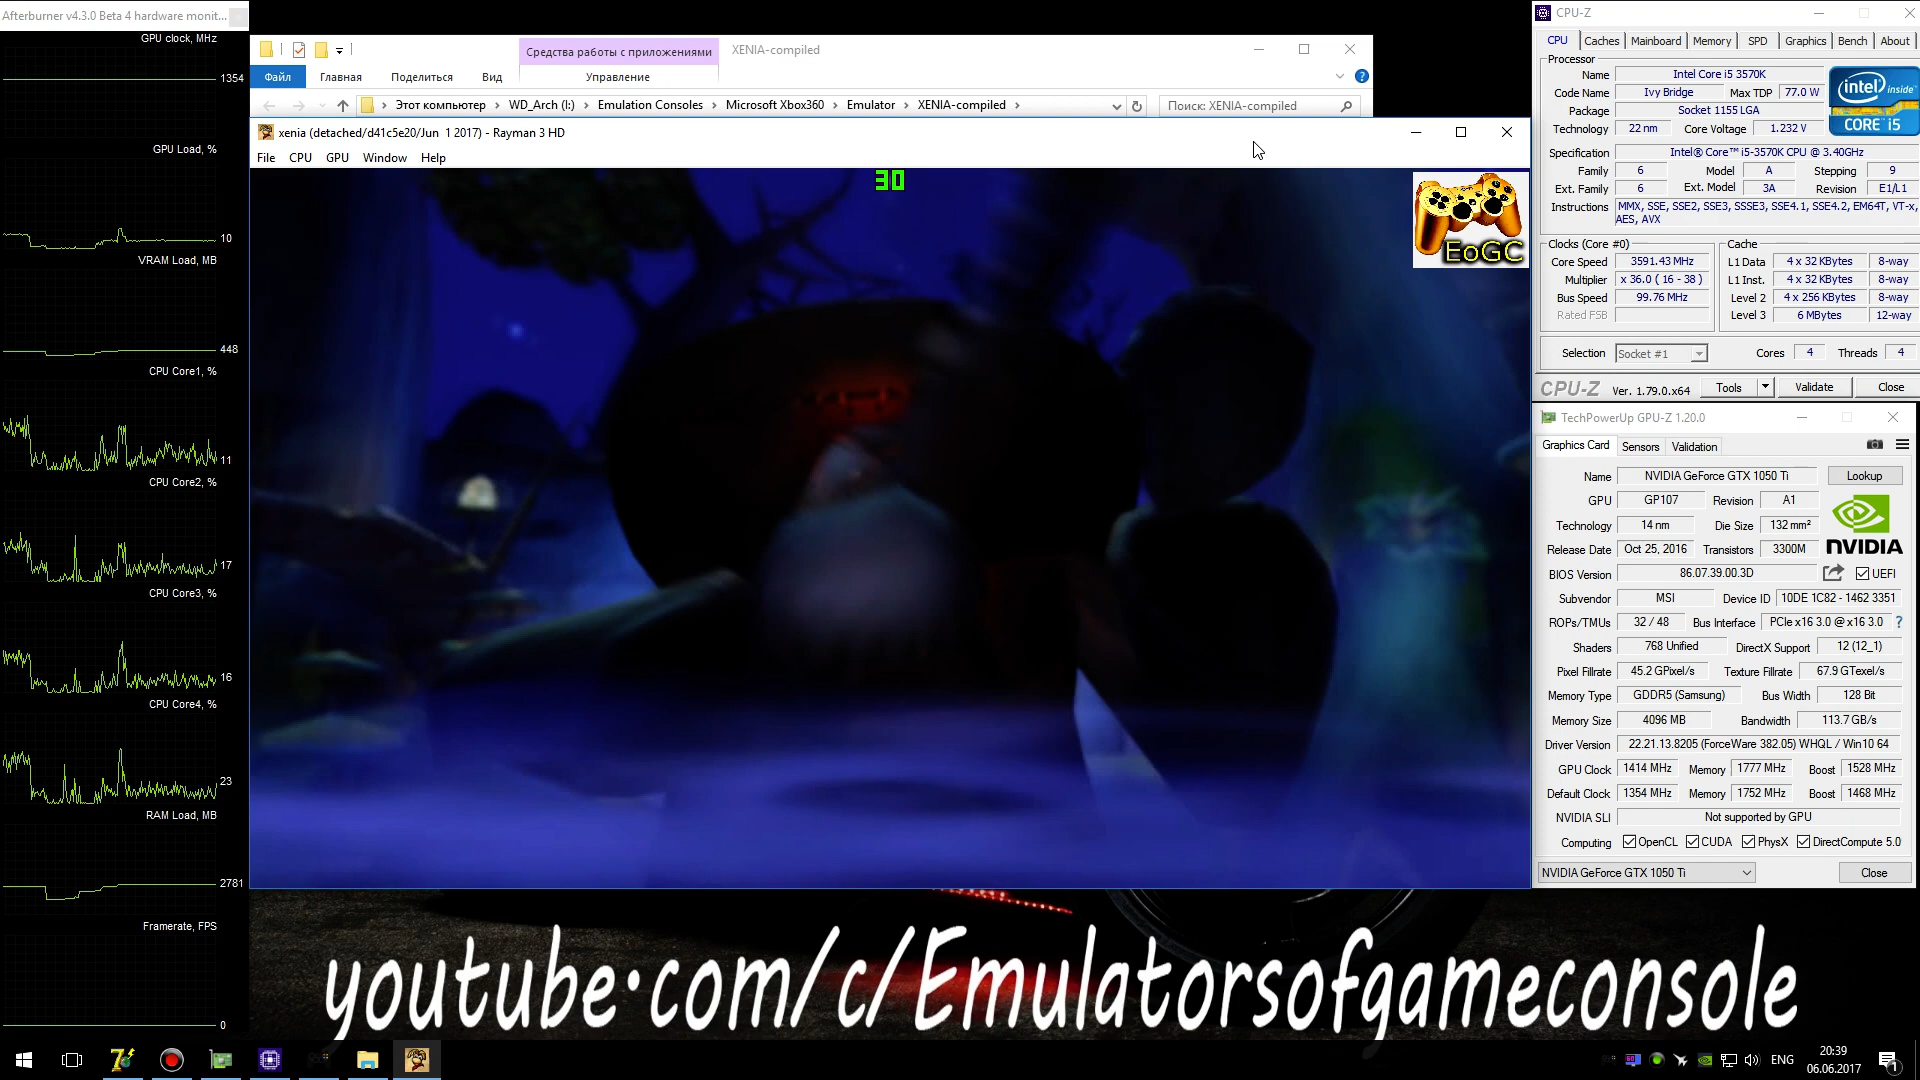 Afterburner v4.3.0 Beta 4 hardware monit...
GPU clock, MHz
1354
GPU Load, %
10
VRAM Load, MB
448
CPU Core1, %
11
CPU Core2, %
17
CPU Core3, %
16
CPU Core4, %
23
RAM Load, MB
2781
Framerate, FPS
0
Средства работы с приложениями
XENIA-compiled
Файл
Главная
Поделиться
Вид
Управление
Этот компьютер
WD_Arch (I:)
Emulation Consoles
Microsoft Xbox360
Emulator
XENIA-compiled
Поиск: XENIA-compiled
xenia (detached/d41c5e20/Jun 1 2017) - Rayman 3 HD
File
CPU
GPU
Window
Help
30
EoGC
CPU-Z
CPU
Caches
Mainboard
Memory
SPD
Graphics
Bench
About
Processor
Name
Intel Core i5 3570K
Code Name
Ivy Bridge
Max TDP
77.0 W
Package
Socket 1155 LGA
Technology
22 nm
Core Voltage
1.232 V
intel inside™
CORE i5
Specification
Intel® Core™ i5-3570K CPU @ 3.40GHz
Family
6
Model
A
Stepping
9
Ext. Family
6
Ext. Model
3A
Revision
E1/L1
Instructions
MMX, SSE, SSE2, SSE3, SSSE3, SSE4.1, SSE4.2, EM64T, VT-x,
AES, AVX
Clocks (Core #0)
Core Speed
3591.43 MHz
Multiplier
x 36.0 ( 16 - 38 )
Bus Speed
99.76 MHz
Rated FSB
Cache
L1 Data
4 x 32 KBytes
8-way
L1 Inst.
4 x 32 KBytes
8-way
Level 2
4 x 256 KBytes
8-way
Level 3
6 MBytes
12-way
Selection
Socket #1
Cores
4
Threads
4
CPU-Z
Ver. 1.79.0.x64
Tools
Validate
Close
TechPowerUp GPU-Z 1.20.0
Graphics Card
Sensors
Validation
Name
NVIDIA GeForce GTX 1050 Ti
Lookup
GPU
GP107
Revision
A1
Technology
14 nm
Die Size
132 mm²
NVIDIA
Release Date
Oct 25, 2016
Transistors
3300M
BIOS Version
86.07.39.00.3D
UEFI
Subvendor
MSI
Device ID
10DE 1C82 - 1462 3351
ROPs/TMUs
32 / 48
Bus Interface
PCIe x16 3.0 @ x16 3.0
?
Shaders
768 Unified
DirectX Support
12 (12_1)
Pixel Fillrate
45.2 GPixel/s
Texture Fillrate
67.9 GTexel/s
Memory Type
GDDR5 (Samsung)
Bus Width
128 Bit
Memory Size
4096 MB
Bandwidth
113.7 GB/s
Driver Version
22.21.13.8205 (ForceWare 382.05) WHQL / Win10 64
GPU Clock
1414 MHz
Memory
1777 MHz
Boost
1528 MHz
Default Clock
1354 MHz
Memory
1752 MHz
Boost
1468 MHz
NVIDIA SLI
Not supported by GPU
Computing
OpenCL
CUDA
PhysX
DirectCompute 5.0
NVIDIA GeForce GTX 1050 Ti
Close
youtube.com/c/Emulatorsofgameconsole
ENG
20:39
06.06.2017
1